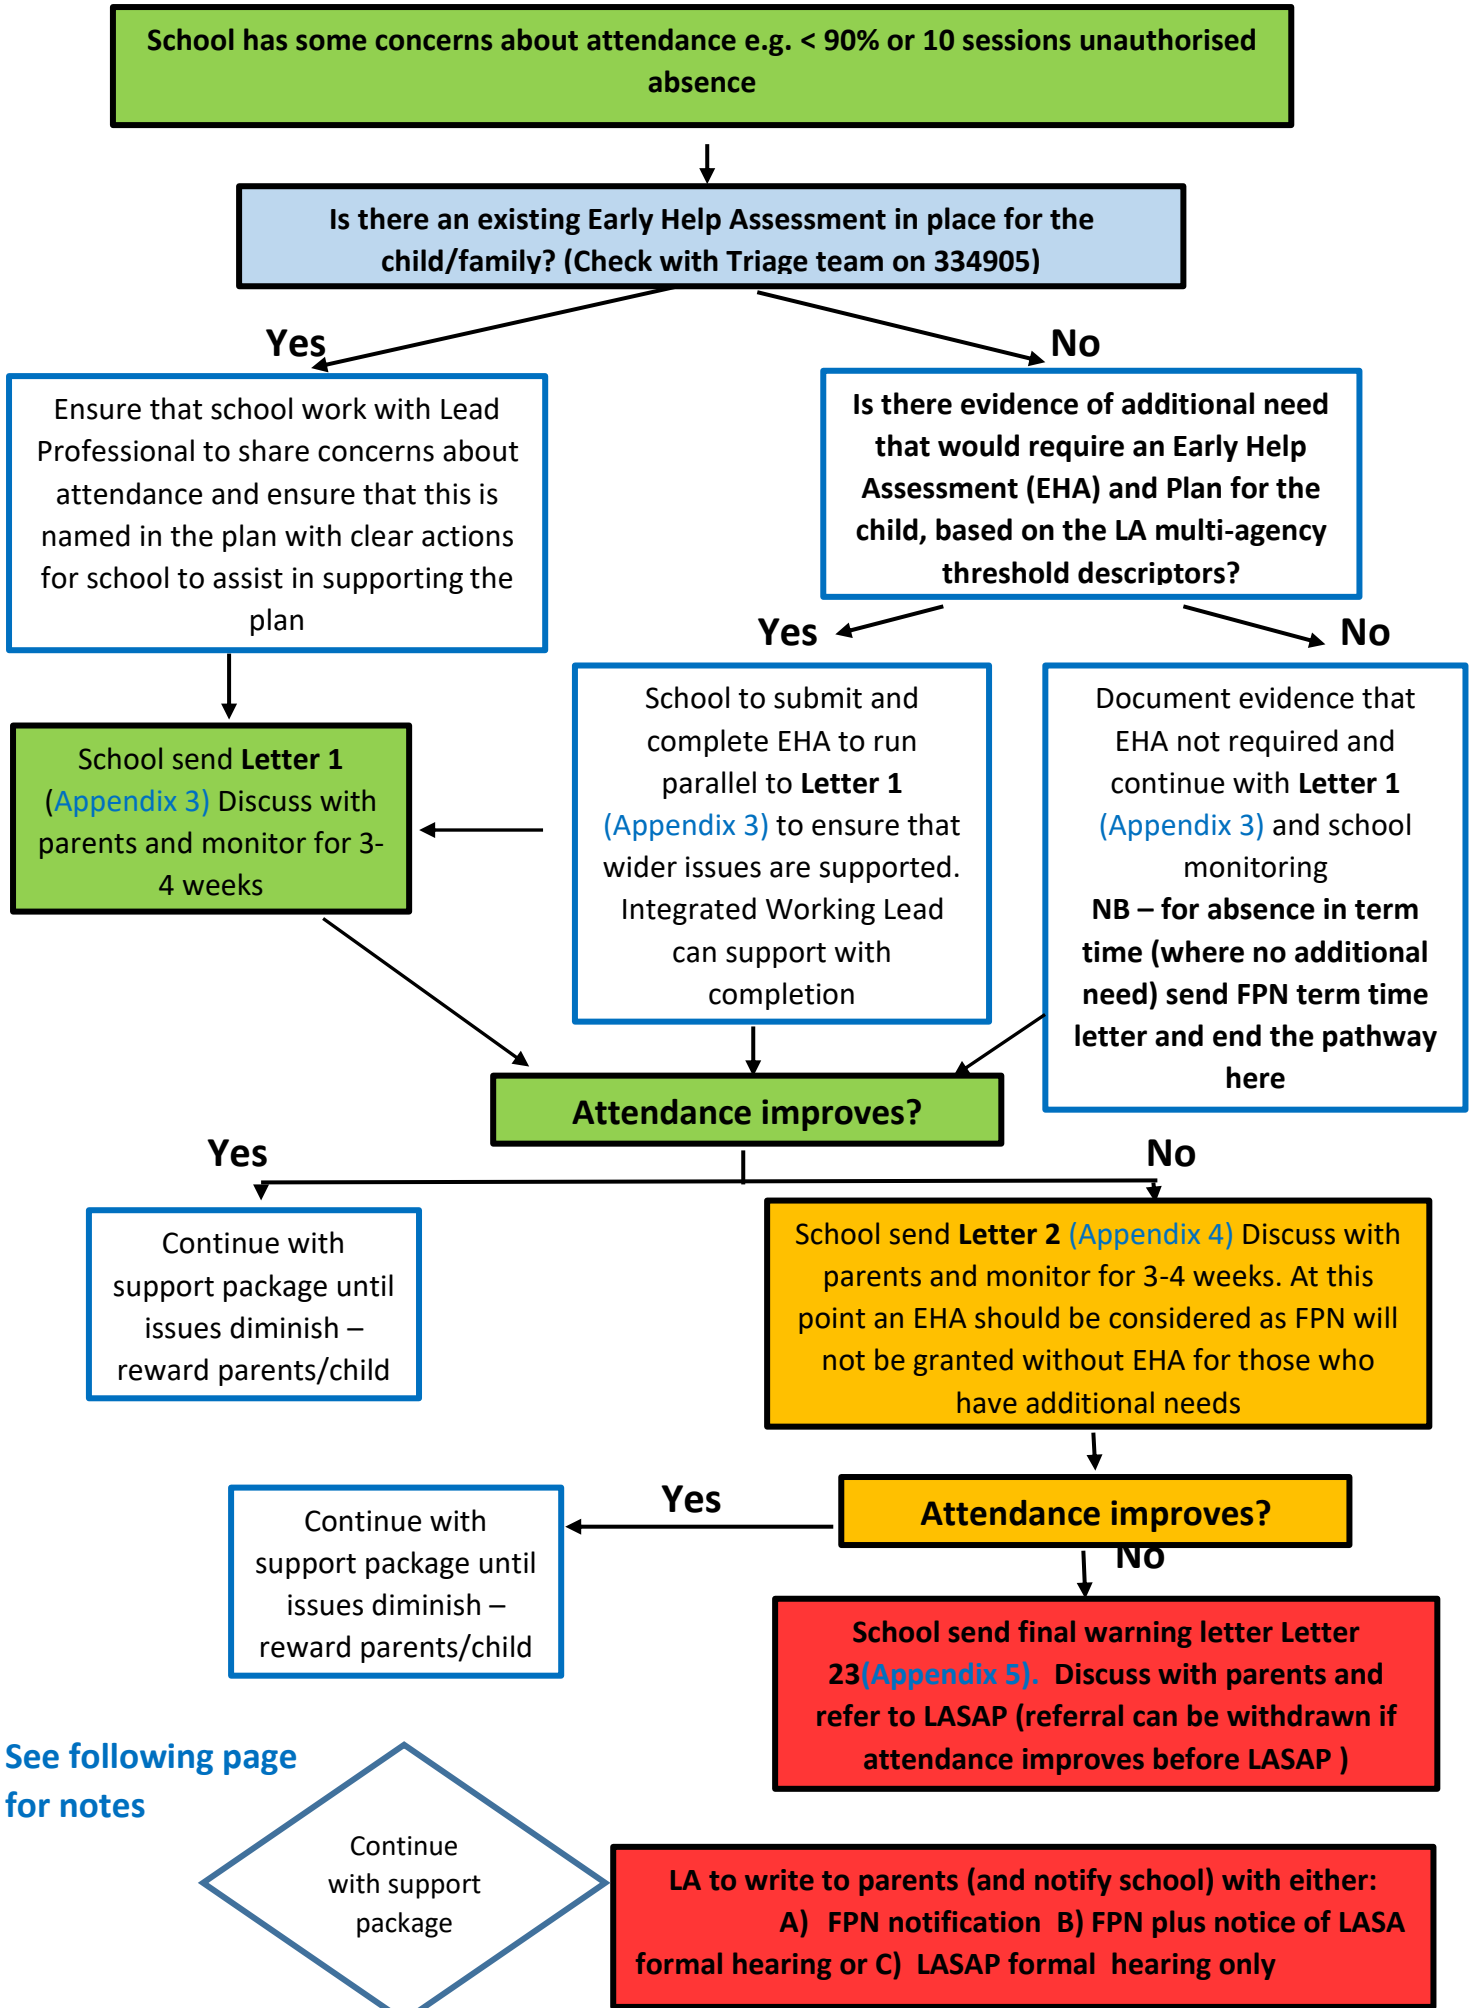 School has some concerns about attendance e.g. < 90% or 10 sessions unauthorised
absence
Is there an existing Early Help Assessment in place for the
child/family? (Check with Triage team on 334905)
Yes
No
Ensure that school work with Lead
Professional to share concerns about
attendance and ensure that this is
named in the plan with clear actions
for school to assist in supporting the
plan
Is there evidence of additional need
that would require an Early Help
Assessment (EHA) and Plan for the
child, based on the LA multi-agency
threshold descriptors?
Yes
No
School send Letter 1
(Appendix 3) Discuss with
parents and monitor for 3-
4 weeks
School to submit and
complete EHA to run
parallel to Letter 1
(Appendix 3) to ensure that
wider issues are supported.
Integrated Working Lead
can support with
completion
Document evidence that
EHA not required and
continue with Letter 1
(Appendix 3) and school
monitoring
NB – for absence in term
time (where no additional
need) send FPN term time
letter and end the pathway
here
Attendance improves?
Yes
No
Continue with
support package until
issues diminish –
reward parents/child
School send Letter 2 (Appendix 4) Discuss with
parents and monitor for 3-4 weeks. At this
point an EHA should be considered as FPN will
not be granted without EHA for those who
have additional needs
Attendance improves?
Yes
No
Continue with
support package until
issues diminish –
reward parents/child
School send final warning letter Letter
23(Appendix 5). Discuss with parents and
refer to LASAP (referral can be withdrawn if
attendance improves before LASAP )
See following page
for notes
Continue
with support
package
LA to write to parents (and notify school) with either:
A) FPN notification B) FPN plus notice of LASA
formal hearing or C) LASAP formal hearing only